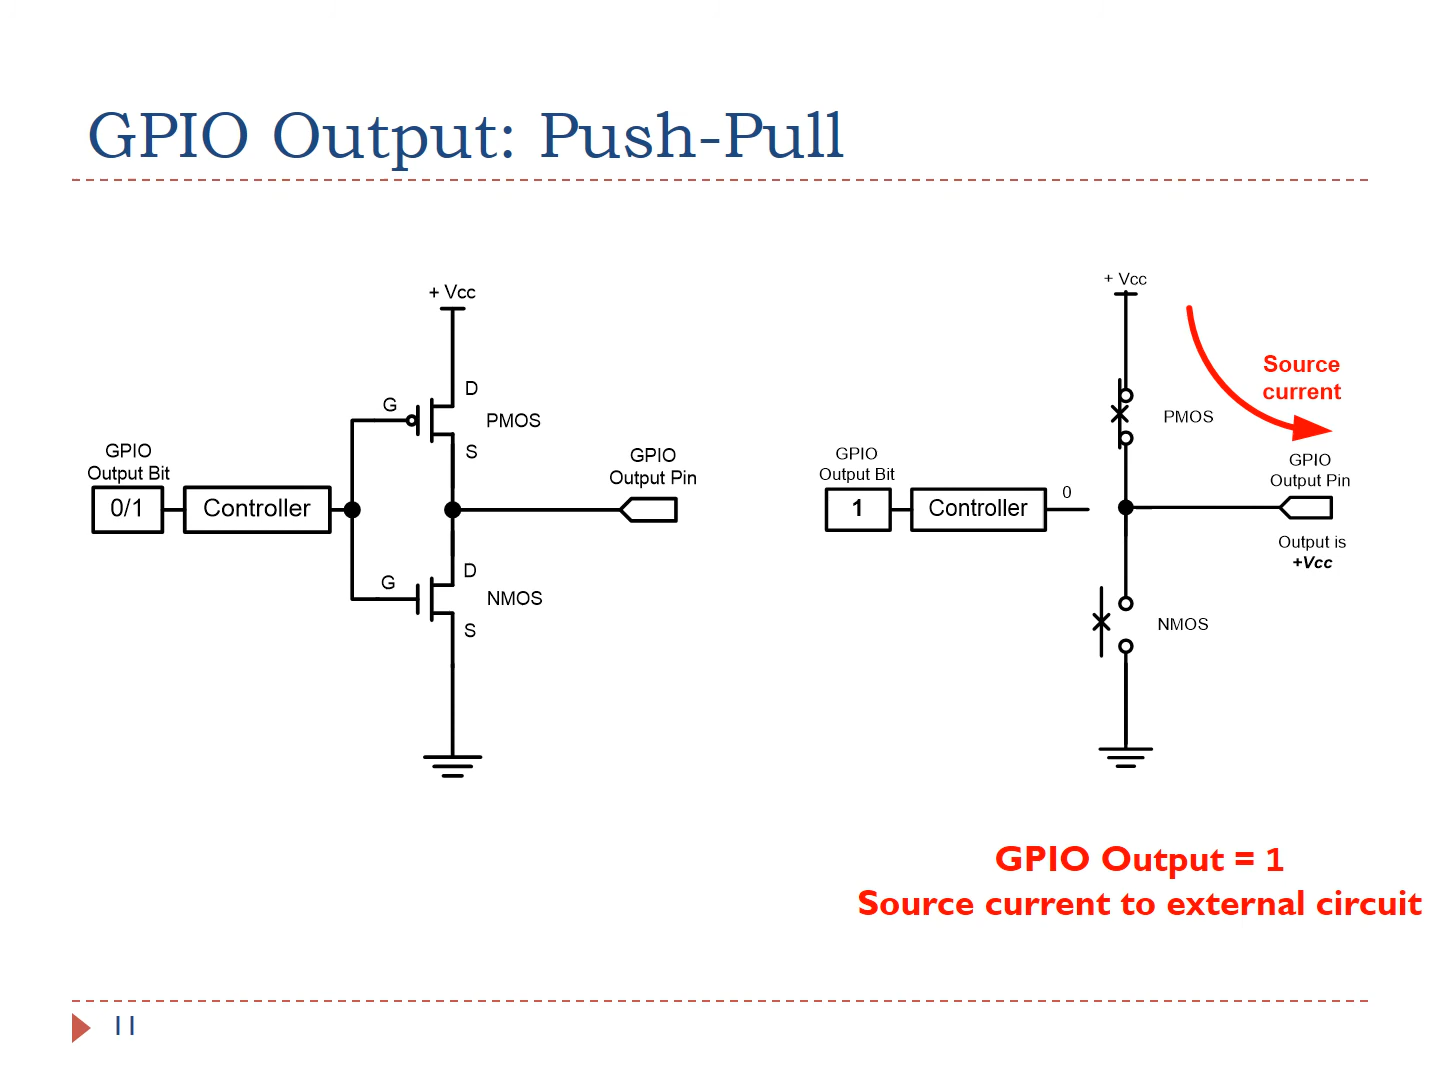 GPIO Output: Push-Pull
+ Vcc
D
G
PMOS
S
GPIO
Output Bit
0/1
Controller
GPIO
Output Pin
D
G
NMOS
S
+ Vcc
Source
current
PMOS
GPIO
Output Bit
1
Controller
0
GPIO
Output Pin
Output is
+Vcc
NMOS
GPIO Output = 1
Source current to external circuit
11